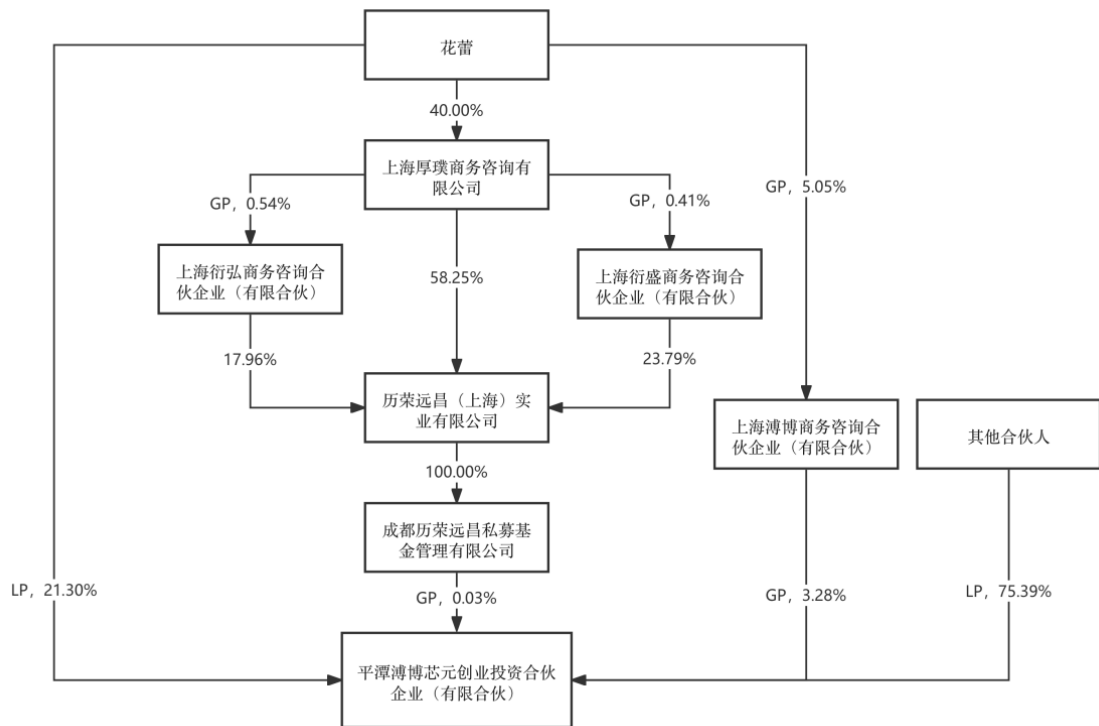 花蕾
40.00%
上海厚璞商务咨询有
限公司
GP，0.54%
GP，0.41%
GP，5.05%
上海衍弘商务咨询合
伙企业（有限合伙）
58.25%
上海衍盛商务咨询合
伙企业（有限合伙）
17.96%
23.79%
历荣远昌（上海）实
业有限公司
上海溥博商务咨询合
伙企业（有限合伙）
其他合伙人
100.00%
成都历荣远昌私募基
金管理有限公司
LP，21.30%
GP，0.03%
GP，3.28%
LP，75.39%
平潭溥博芯元创业投资合伙
企业（有限合伙）